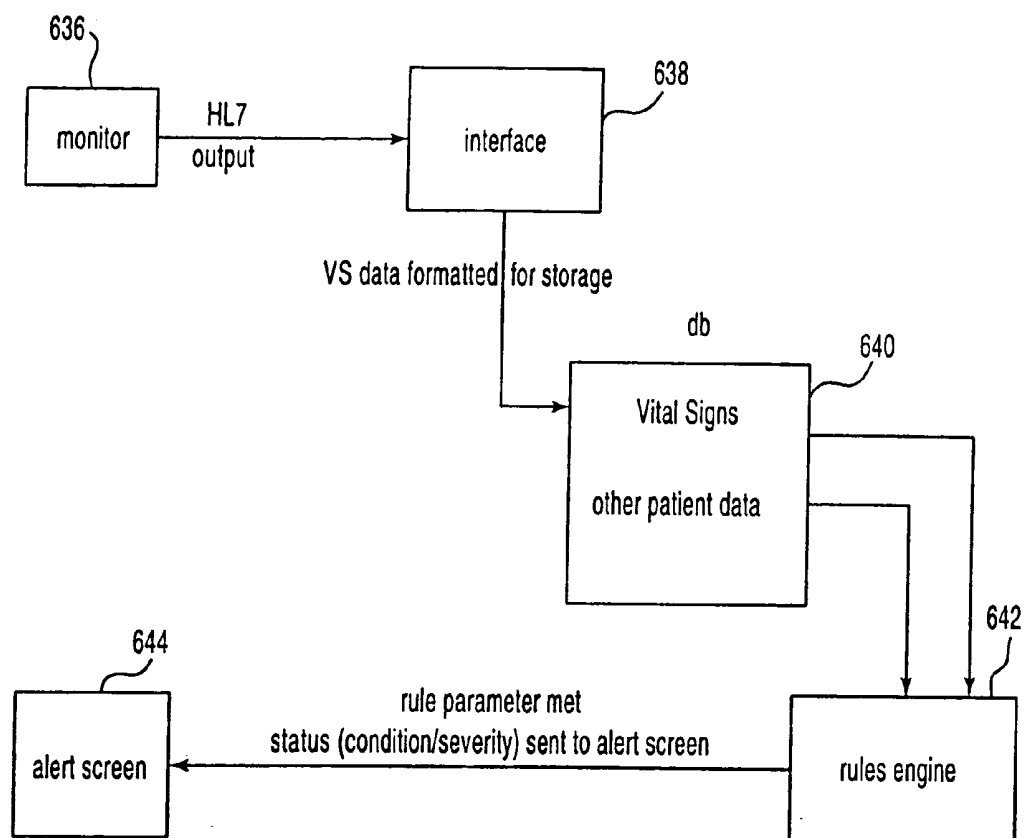 636
monitor
HL7
output
638
interface
VS data formatted for storage
db
640
Vital Signs
other patient data
642
rules engine
rule parameter met
status (condition/severity) sent to alert screen
644
alert screen